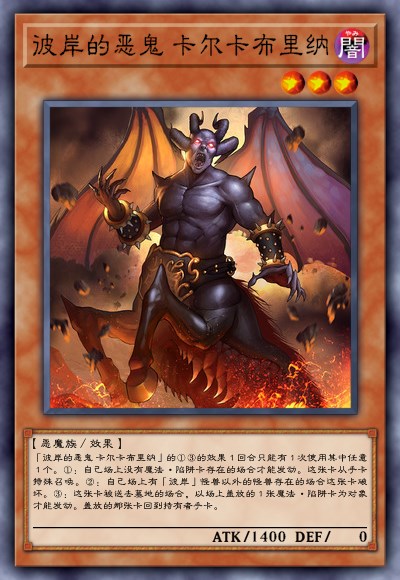 彼岸的恶鬼 卡尔卡布里纳
やみ
闇
【恶魔族／效果】
「彼岸的恶鬼 卡尔卡布里纳」的①③的效果1回合只能有1次使用其中任意
1个。①：自己场上没有魔法·陷阱卡存在的场合才能发动。这张卡从手卡
特殊召唤。②：自己场上有「彼岸」怪兽以外的怪兽存在的场合这张卡破
坏。③：这张卡被送去墓地的场合，以场上盖放的1张魔法·陷阱卡为对象
才能发动。盖放的那张卡回到持有者手卡。
ATK/1400 DEF/ 0